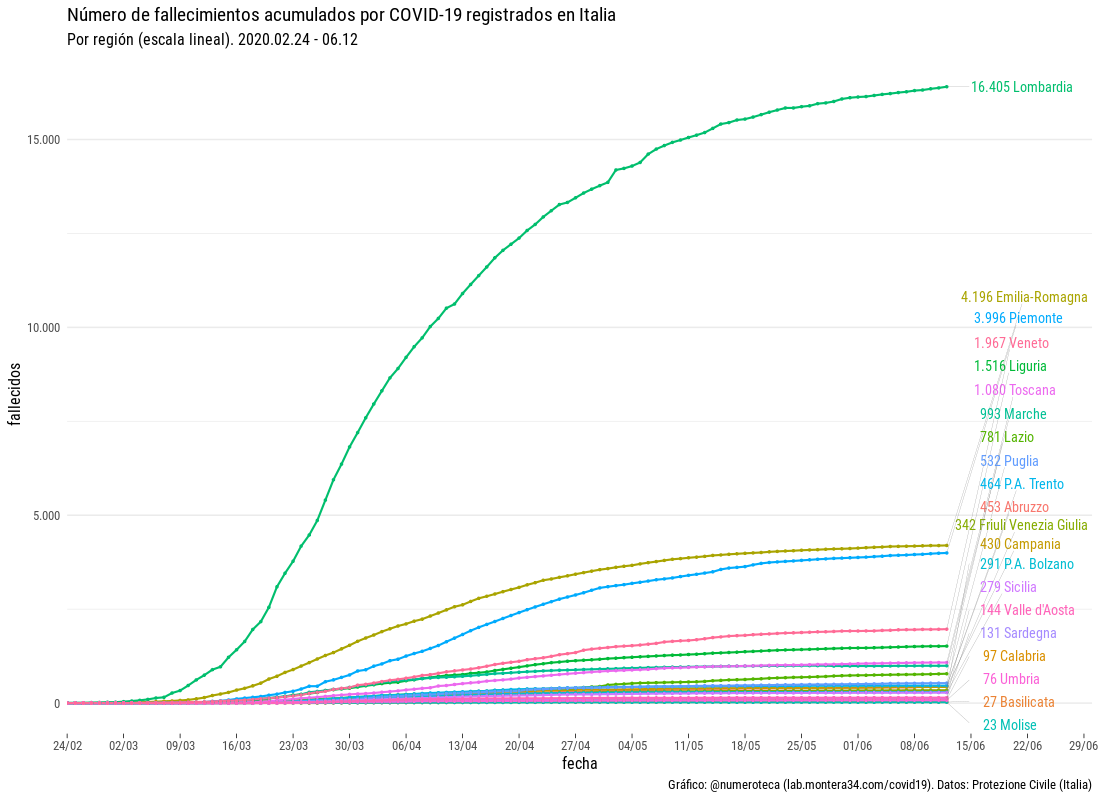 Número de fallecimientos acumulados por COVID-19 registrados en Italia
Por región (escala lineal). 2020.02.24 - 06.12
fallecidos
15.000
10.000
5.000
0
16.405 Lombardia
4.196 Emilia-Romagna
3.996 Piemonte
1.967 Veneto
1.516 Liguria
1.080 Toscana
993 Marche
781 Lazio
532 Puglia
464 P.A. Trento
453 Abruzzo
342 Friuli Venezia Giulia
430 Campania
291 P.A. Bolzano
279 Sicilia
144 Valle d'Aosta
131 Sardegna
97 Calabria
76 Umbria
27 Basilicata
23 Molise
24/02 02/03 09/03 16/03 23/03 30/03 06/04 13/04 20/04 27/04 04/05 11/05 18/05 25/05 01/06 08/06 15/06 22/06 29/06
fecha
Gráfico: @numeroteca (lab.montera34.com/covid19). Datos: Protezione Civile (Italia)